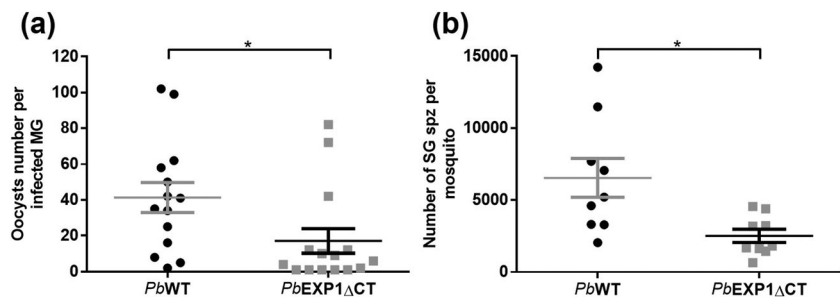 (a)
*
Oocysts number per
infected MG
120
100
80
60
40
20
0
PbWT
PbEXP1ΔCT
(b)
*
Number of SG spz per
mosquito
15000
10000
5000
0
PbWT
PbEXP1ΔCT